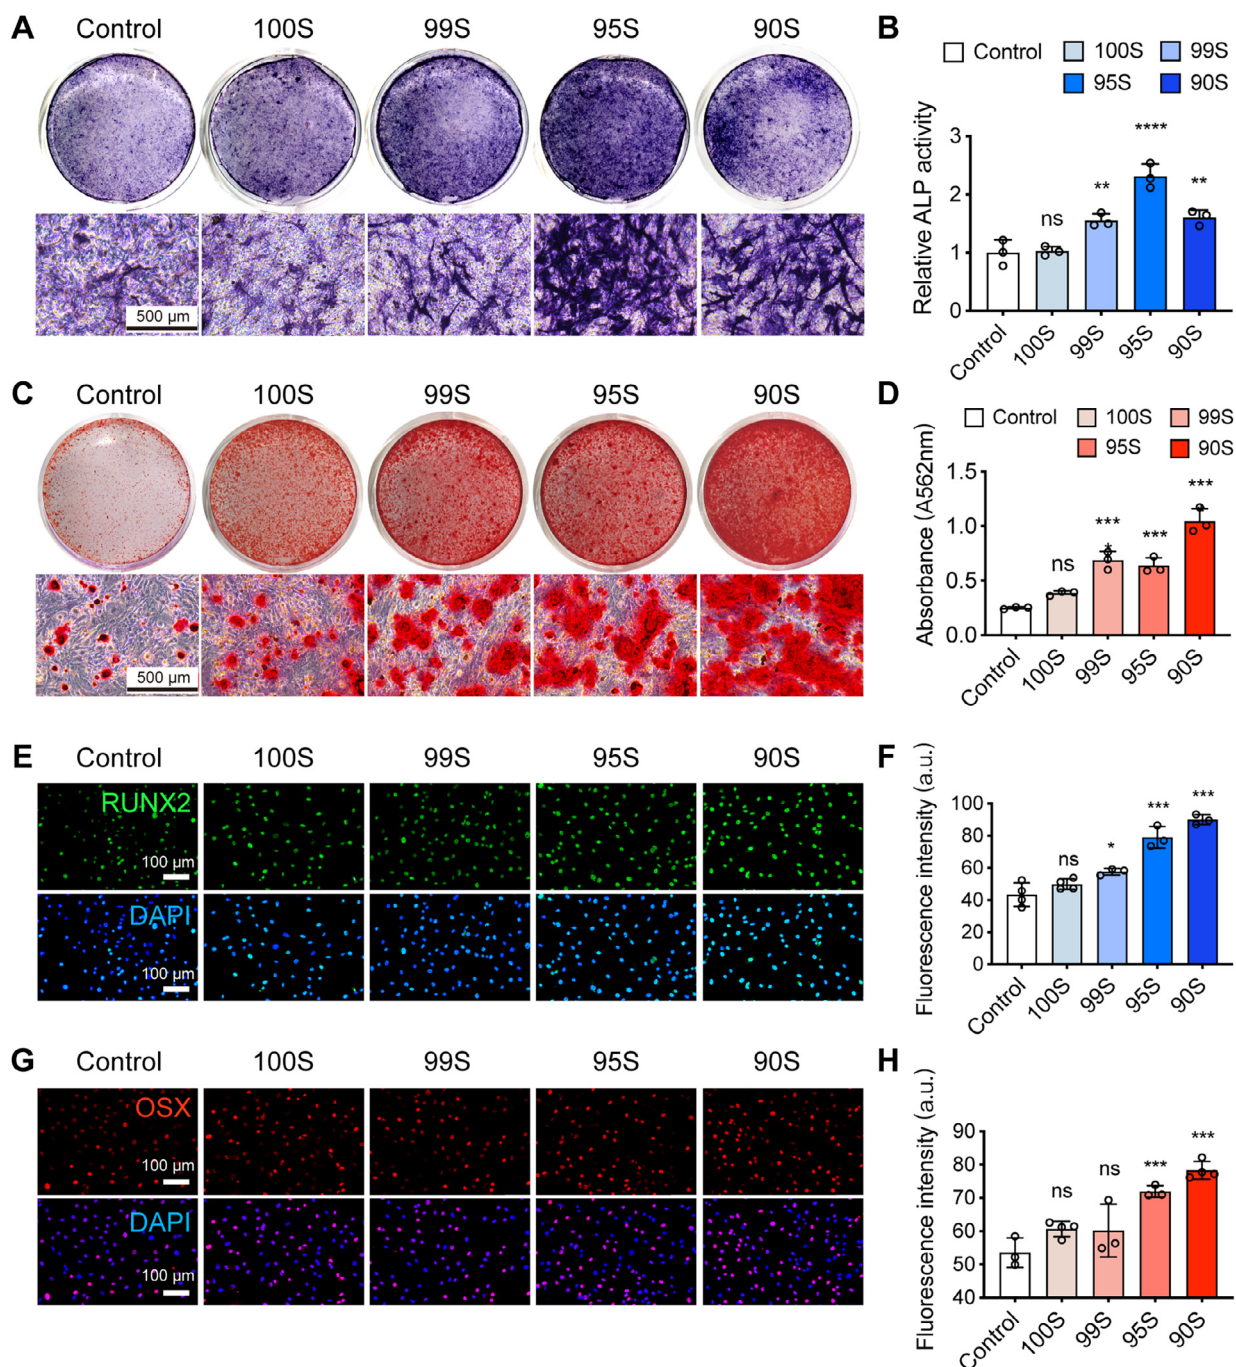 A
Control 100S 99S 95S 90S
500 µm
B
Control 100S 99S
95S 90S
Relative ALP activity
3
2
1
0
ns ** **** **
Control 100S 99S 95S 90S
C
Control 100S 99S 95S 90S
500 µm
D
Control 100S 99S
95S 90S
Absorbance (A562nm)
1.5
1.0
0.5
0.0
ns *** *** ***
*
Control 100S 99S 95S 90S
E
Control 100S 99S 95S 90S
RUNX2
100 µm
DAPI
100 µm
F
Fluorescence intensity (a.u.)
100
80
60
40
20
0
ns * *** ***
Control 100S 99S 95S 90S
G
Control 100S 99S 95S 90S
OSX
100 µm
DAPI
100 µm
H
Fluorescence intensity (a.u.)
90
80
70
60
50
40
ns ns *** ***
Control 100S 99S 95S 90S